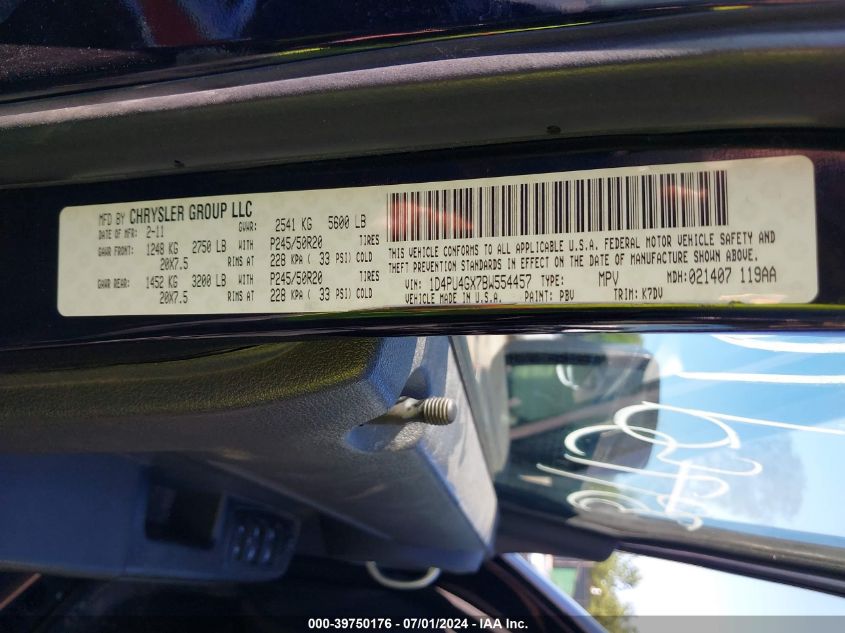 MFD BY CHRYSLER GROUP LLC
DATE OF MFR: 2-11 GVWR: 2541 KG 5600 LB
GAWR FRONT: 1248 KG 2750 LB WITH P245/50R20 TIRES
20X7.5 RIMS AT 228 KPA ( 33 PSI) COLD
GAWR REAR: 1452 KG 3200 LB WITH P245/50R20 TIRES
20X7.5 RIMS AT 228 KPA ( 33 PSI) COLD
THIS VEHICLE CONFORMS TO ALL APPLICABLE U.S.A. FEDERAL MOTOR VEHICLE SAFETY AND
THEFT PREVENTION STANDARDS IN EFFECT ON THE DATE OF MANUFACTURE SHOWN ABOVE.
VIN: 1D4PU4GX7BW554457 TYPE: MPV MDH: 021407 119AA
VEHICLE MADE IN U.S.A. PAINT: PBV TRIM: K7DV
000-39750176 - 07/01/2024 - IAA Inc.